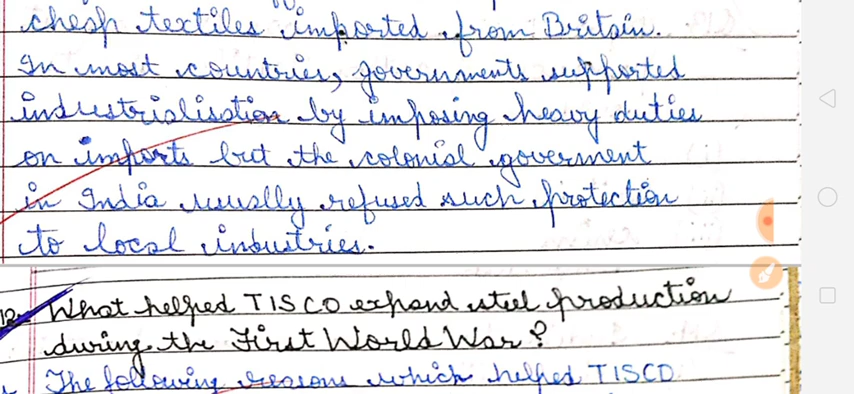 cheap textiles imported from Britain.
In most countries, governments supported
industrialisation by imposing heavy duties
on imports but the colonial goverment
in India usually refused such protection
to local industries.
12. What helped TISCO expand steel production
during the First World War?
The following reasons which helped TISCO